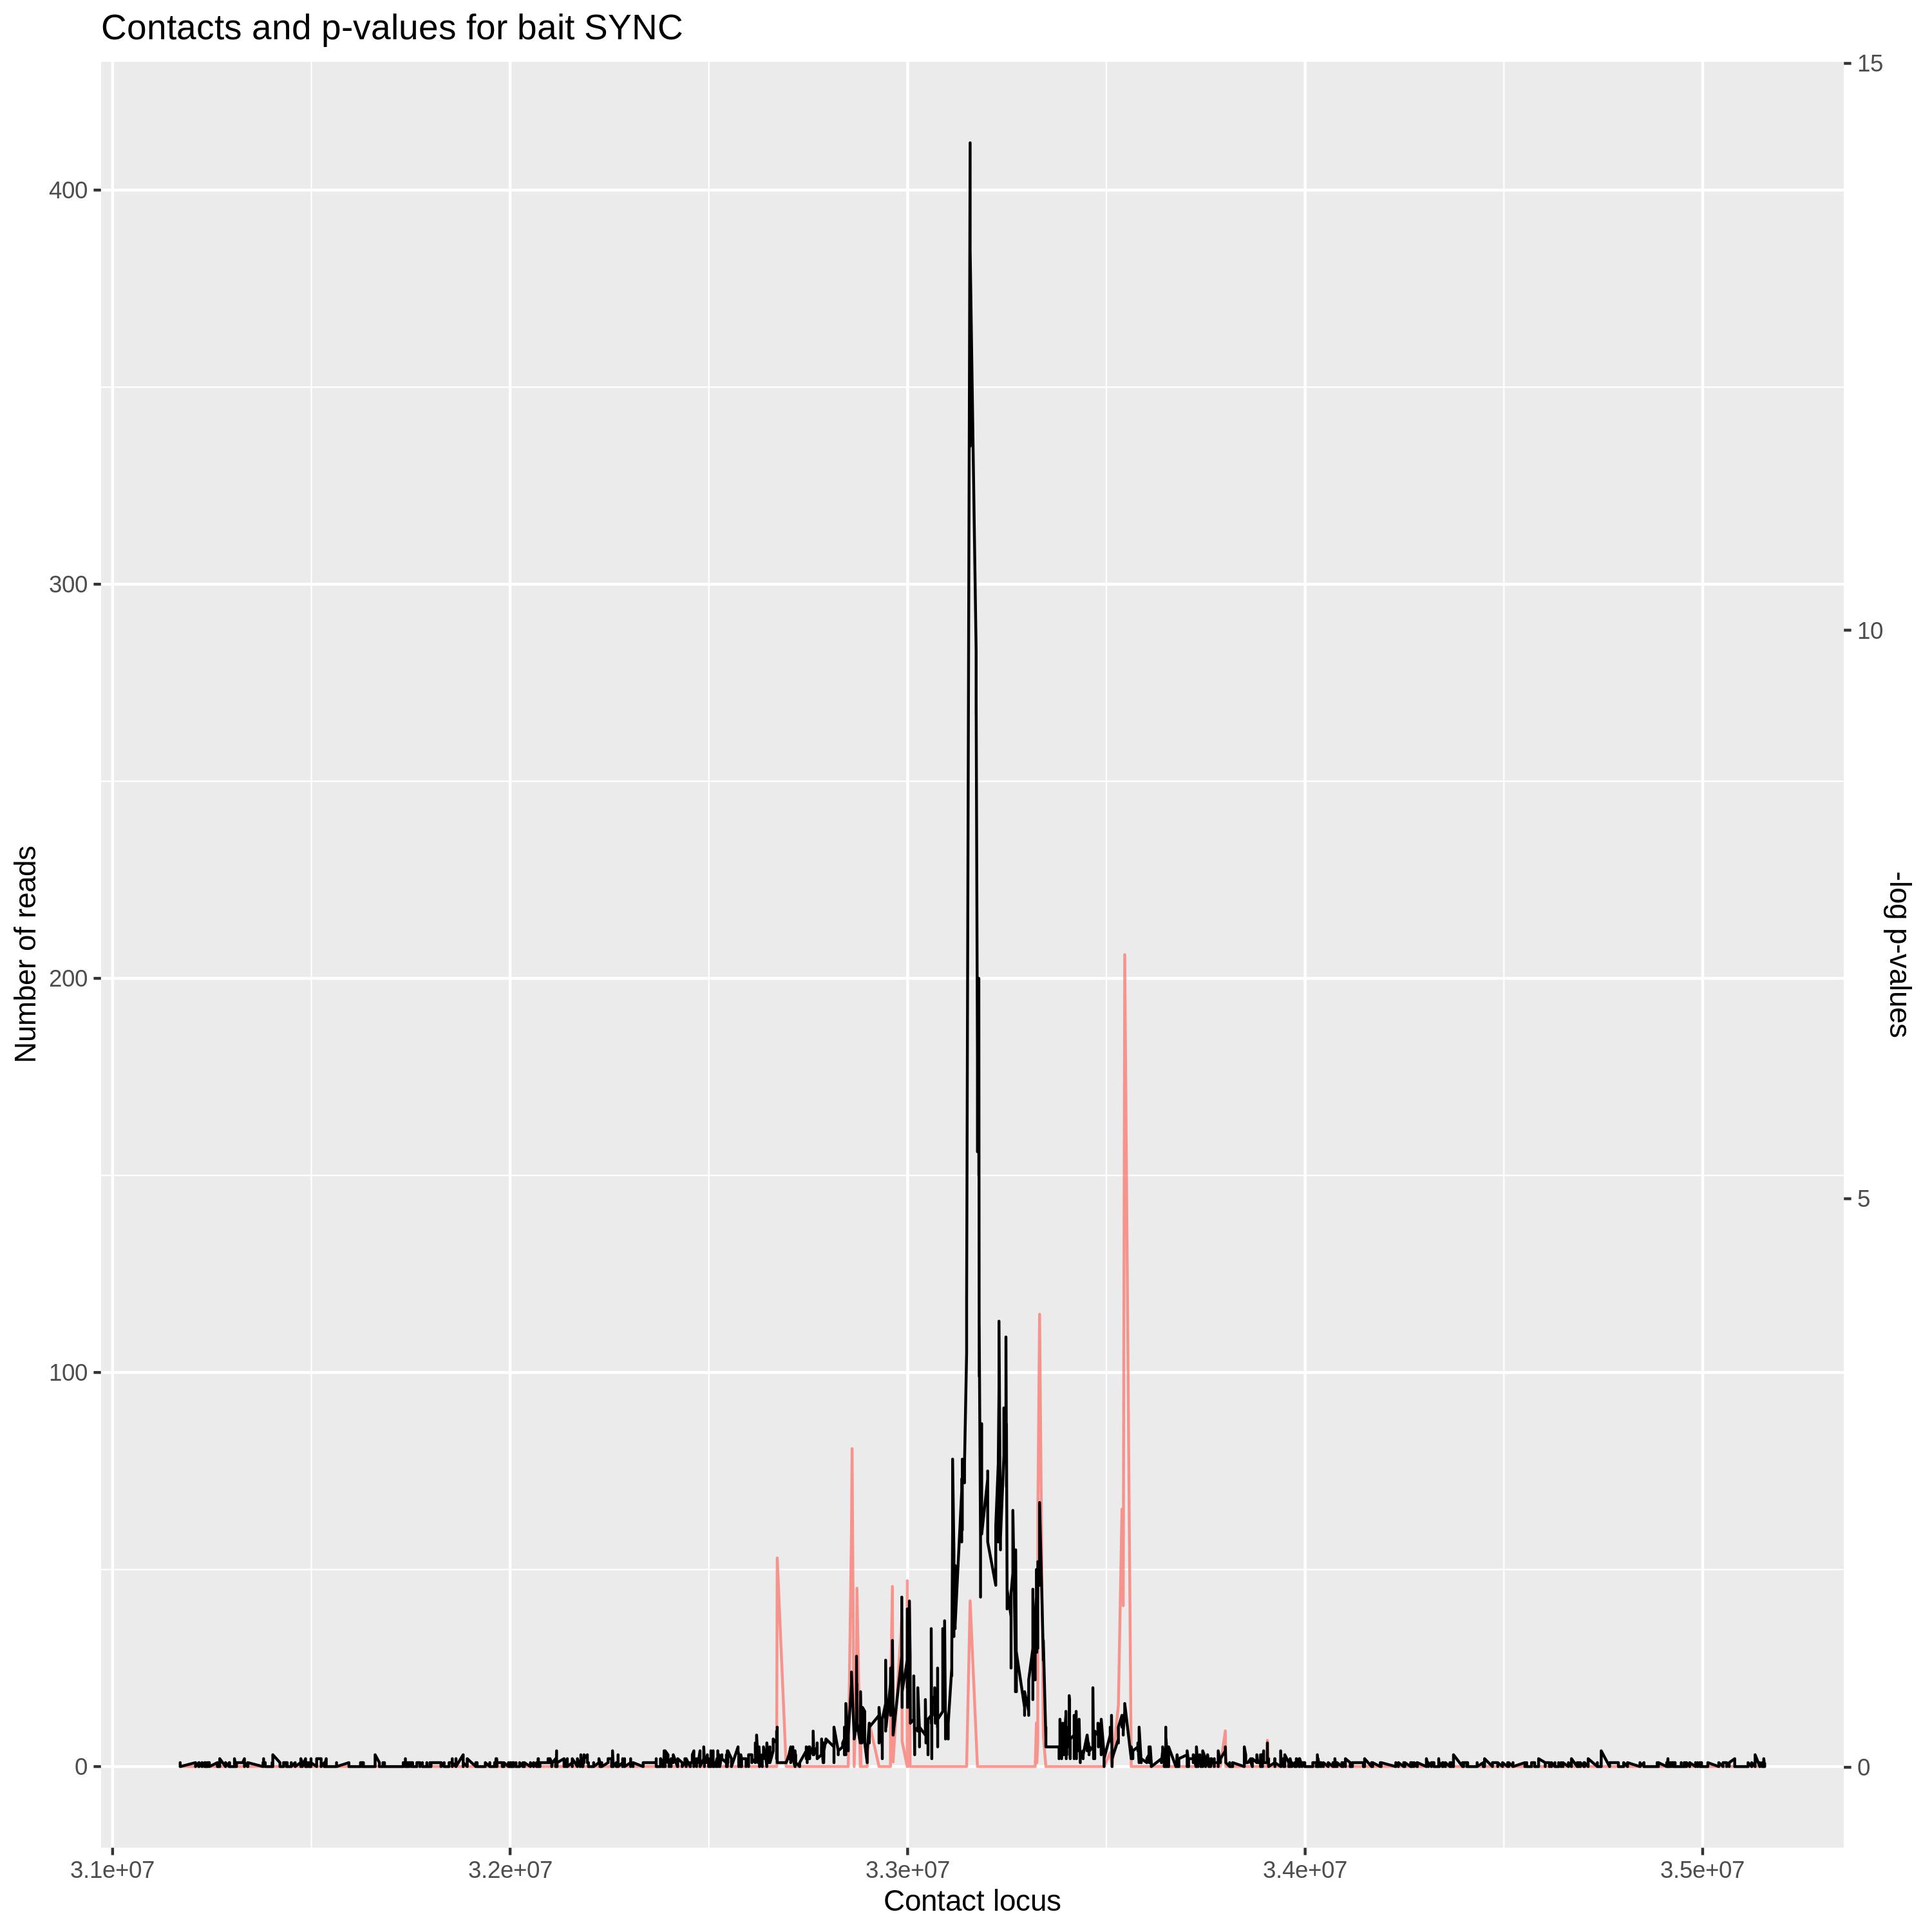 Contacts and p-values for bait SYNC
15
400
300
10
Number of reads
200
-log p-values
5
100
0
0
3.1e+07 3.2e+07 3.3e+07 3.4e+07 3.5e+07
Contact locus